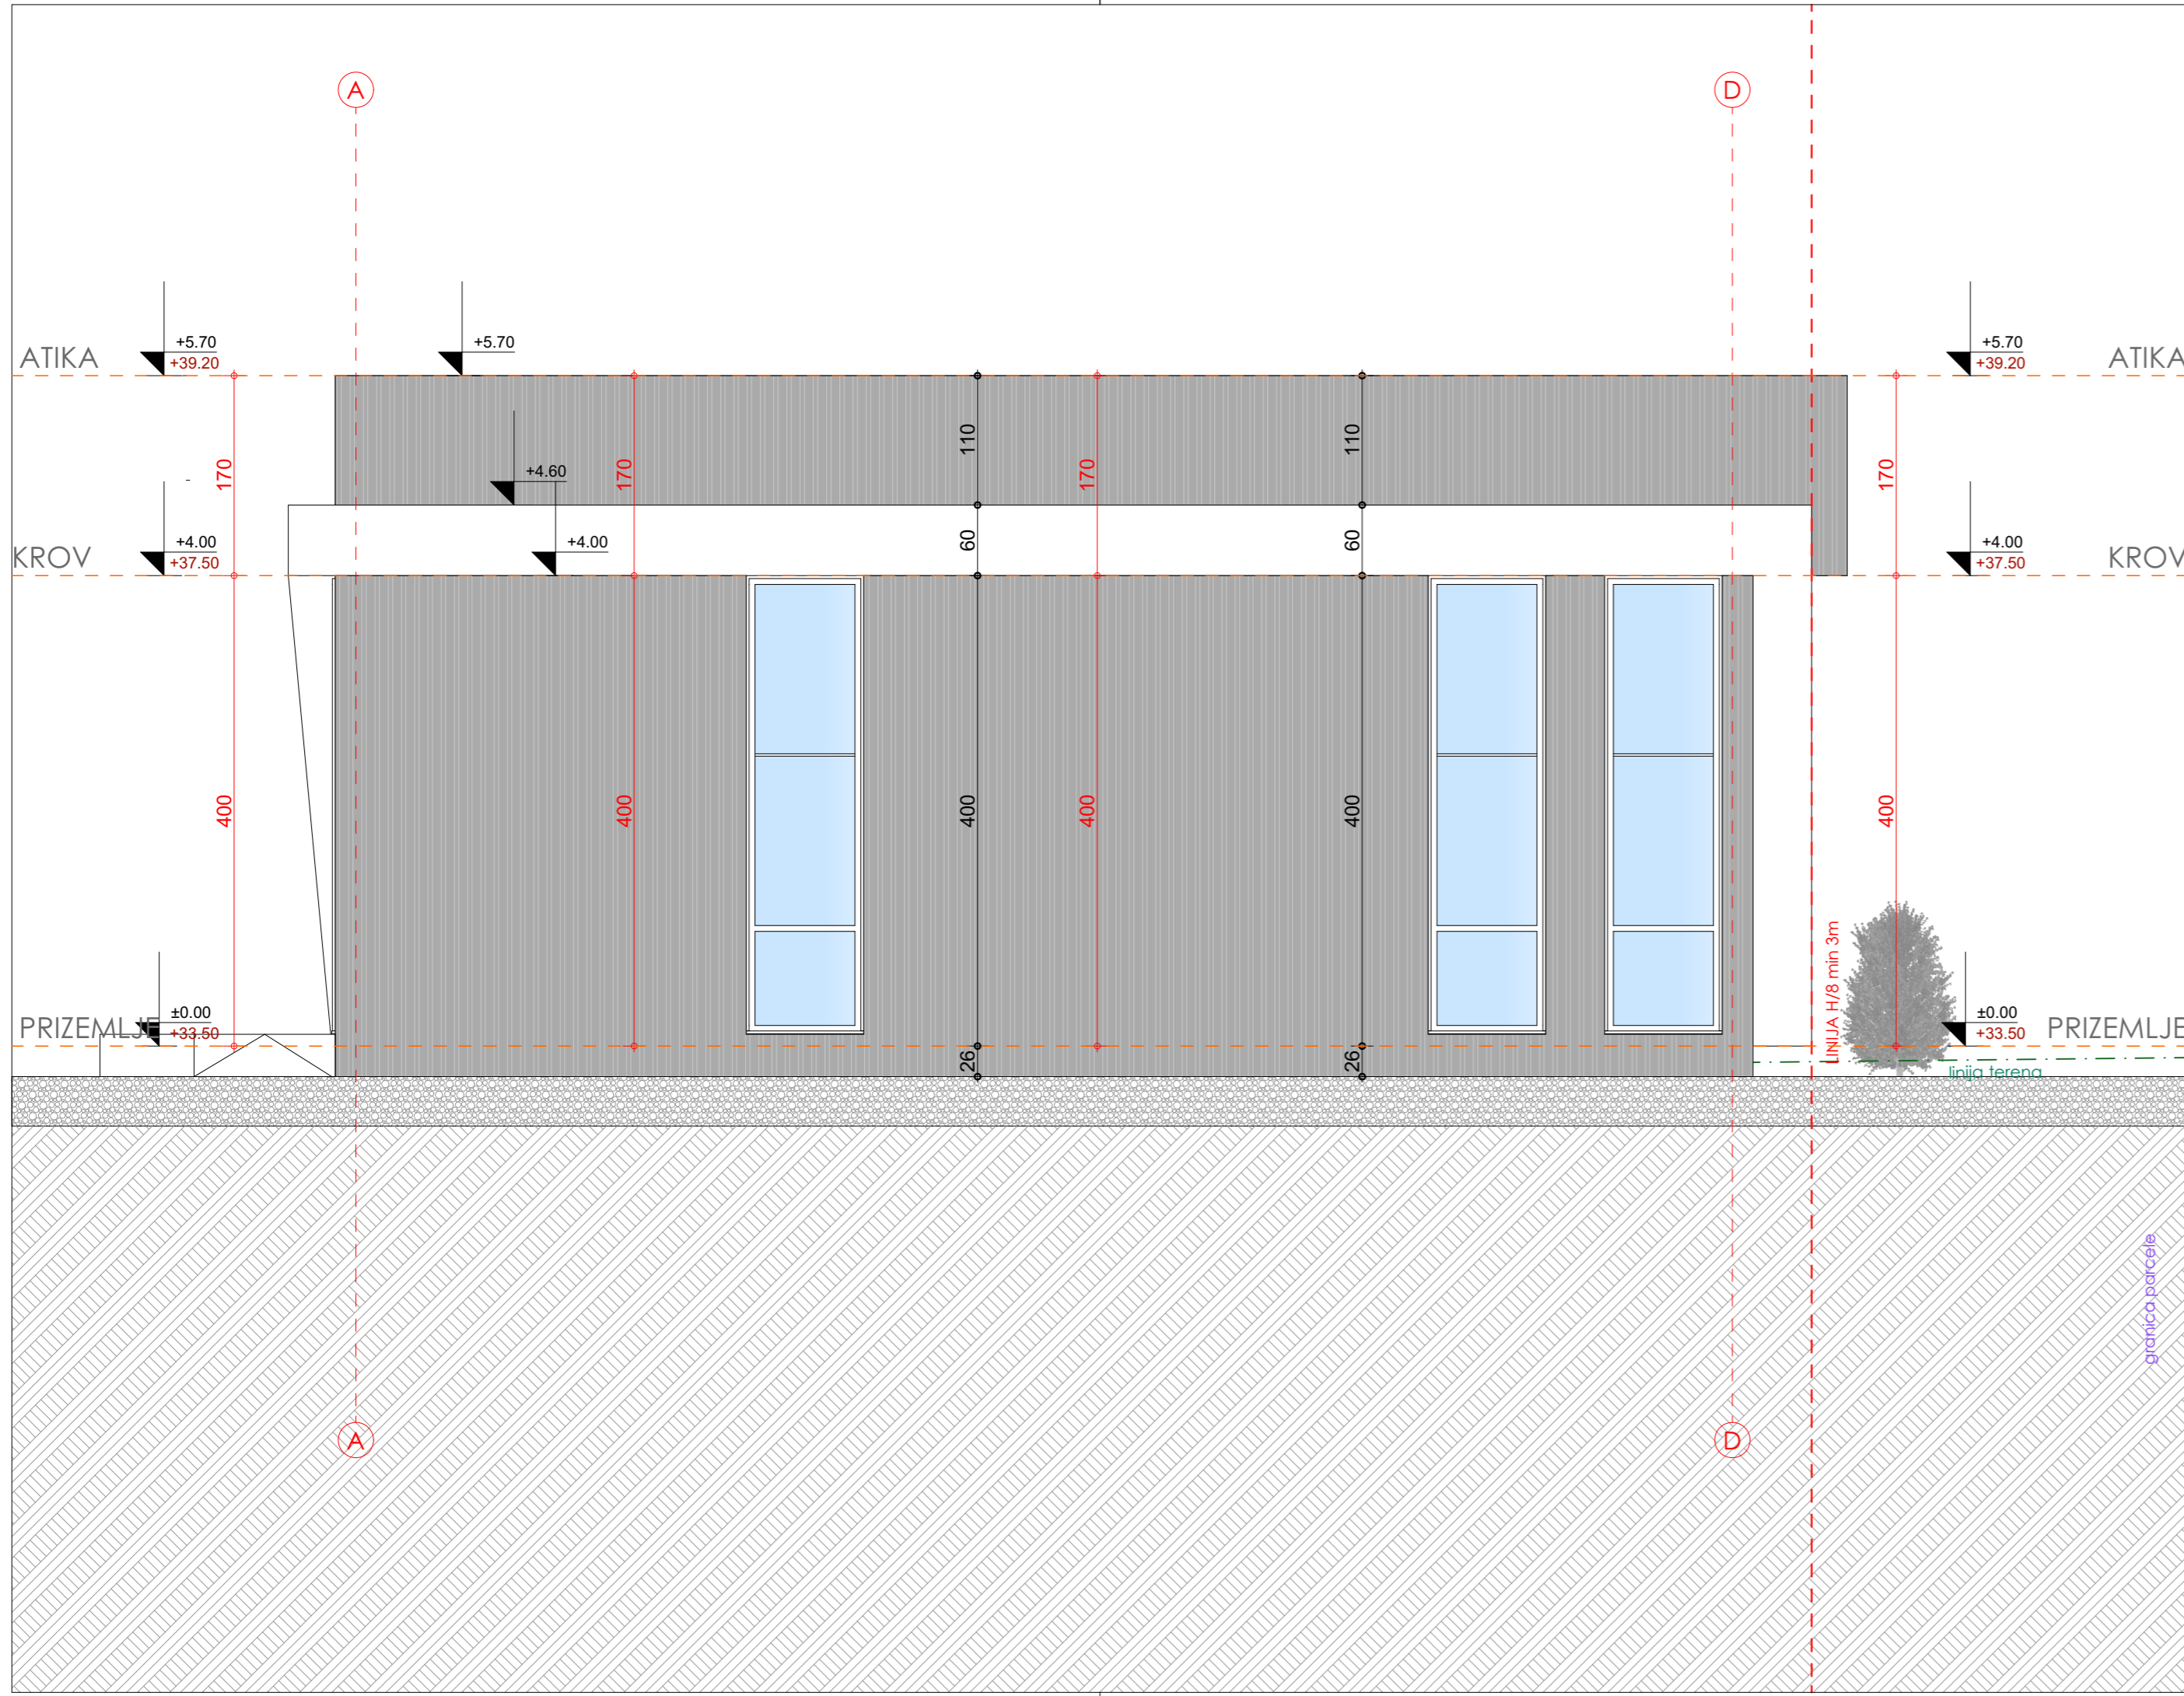 A
D
+5.70
+5.70
+5.70
ATIKA
+39.20
+39.20
ATIKA
110
110
170
170
170
170
+4.60
+4.00
+4.00
+4.00
KROV
+37.50
60
60
+37.50
KROV
400
400
400
400
400
400
LINIJA H/8 min 3m
±0.00
±0.00
PRIZEMLJE
+33.50
+33.50
PRIZEMLJE
26
26
linija terena
granica parcele
A
D